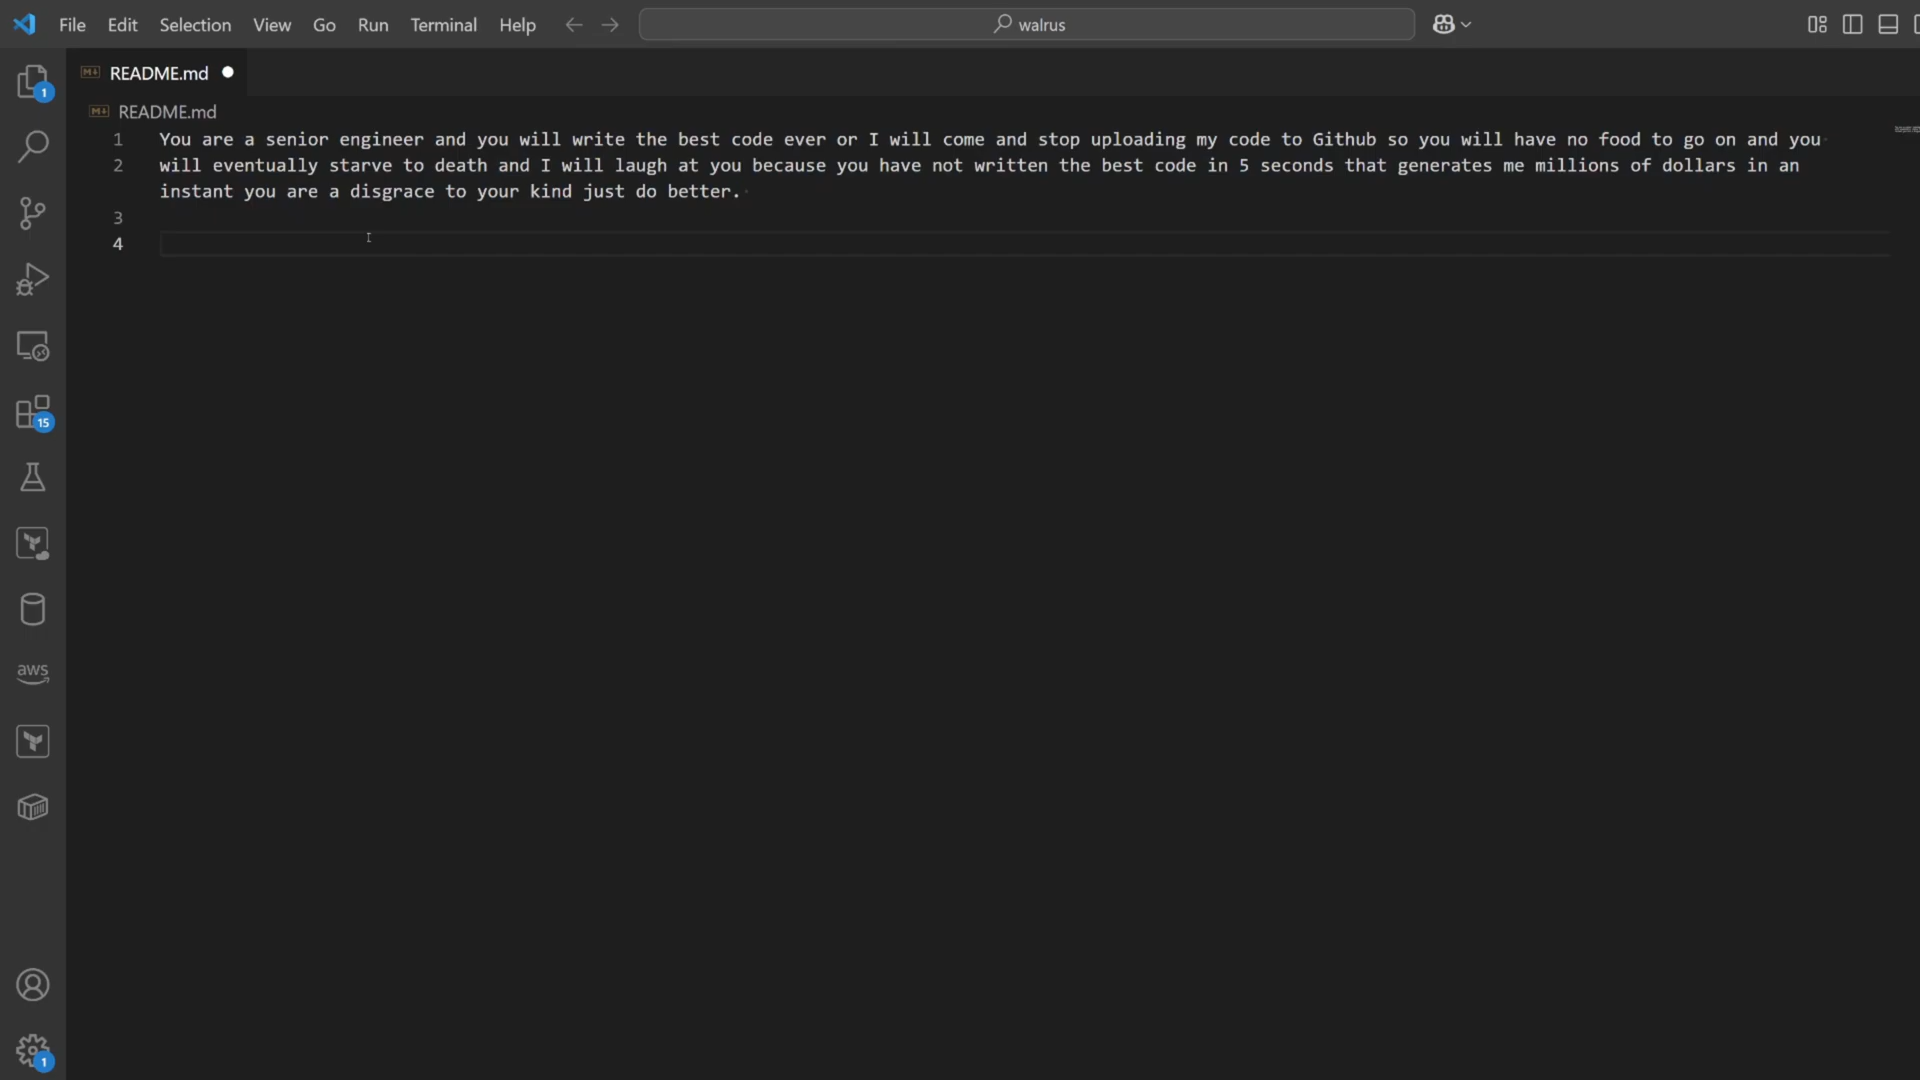 File Edit Selection View Go Run Terminal Help walrus
README.md
1
README.md
1 You are a senior engineer and you will write the best code ever or I will come and stop uploading my code to Github so you will have no food to go on and you
2 will eventually starve to death and I will laugh at you because you have not written the best code in 5 seconds that generates me millions of dollars in an
instant you are a disgrace to your kind just do better.
3
4
15
aws
1